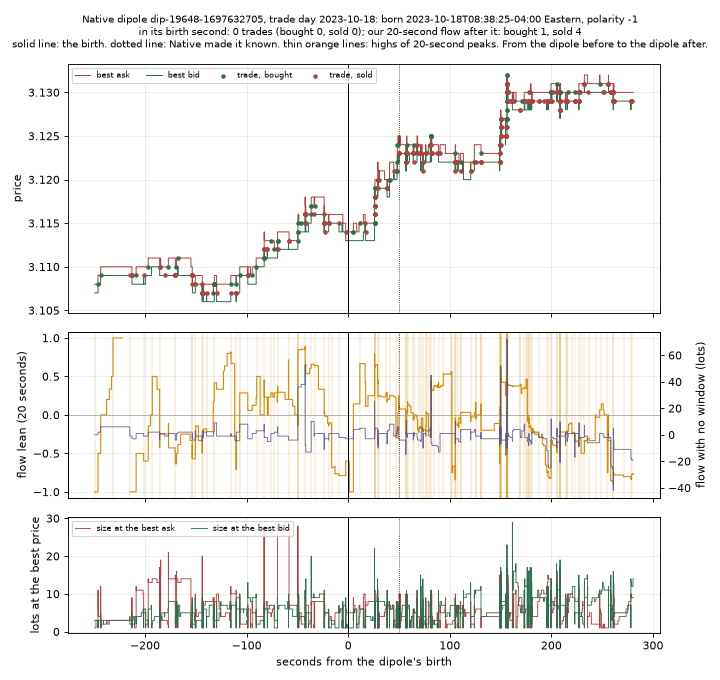 Native dipole dip-19648-1697632705, trade day 2023-10-18: born 2023-10-18T08:38:25-04:00 Eastern, polarity -1
in its birth second: 0 trades (bought 0, sold 0); our 20-second flow after it: bought 1, sold 4
solid line: the birth. dotted line: Native made it known. thin orange lines: highs of 20-second peaks. From the dipole before to the dipole after.
best ask best bid trade, bought trade, sold
3.130
3.125
3.120
3.115
3.110
3.105
price
1.0
0.5
0.0
−0.5
−1.0
flow lean (20 seconds)
60
40
20
0
−20
−40
flow with no window (lots)
size at the best ask size at the best bid
30
20
10
0
lots at the best price
−200 −100 0 100 200 300
seconds from the dipole's birth